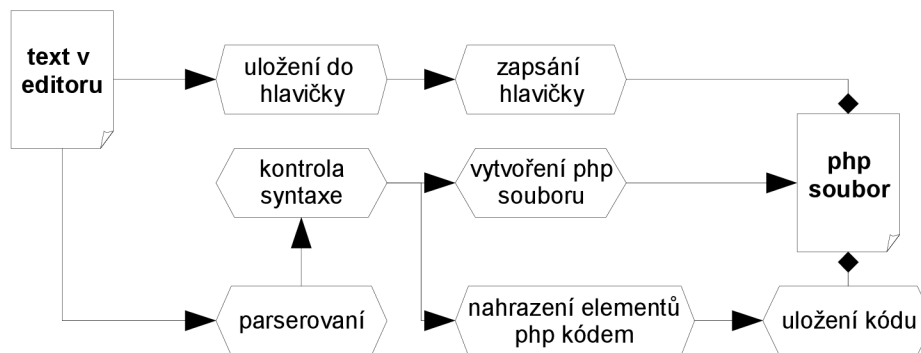 text v
editoru
uložení do
hlavičky
zapsání
hlavičky
kontrola
syntaxe
vytvoření php
souboru
php
soubor
parserovaní
nahrazení elementů
php kódem
uložení kódu